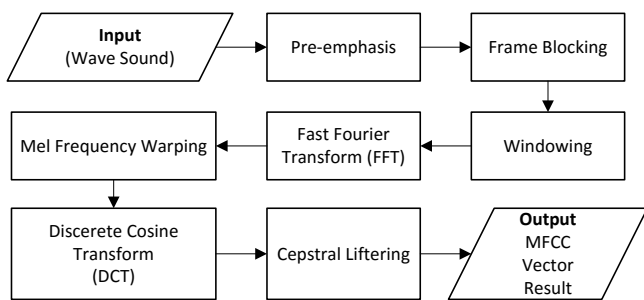 Input
(Wave Sound)
Pre-emphasis
Frame Blocking
Windowing
Fast Fourier
Transform (FFT)
Mel Frequency Warping
Discerete Cosine
Transform
(DCT)
Cepstral Liftering
Output
MFCC
Vector
Result